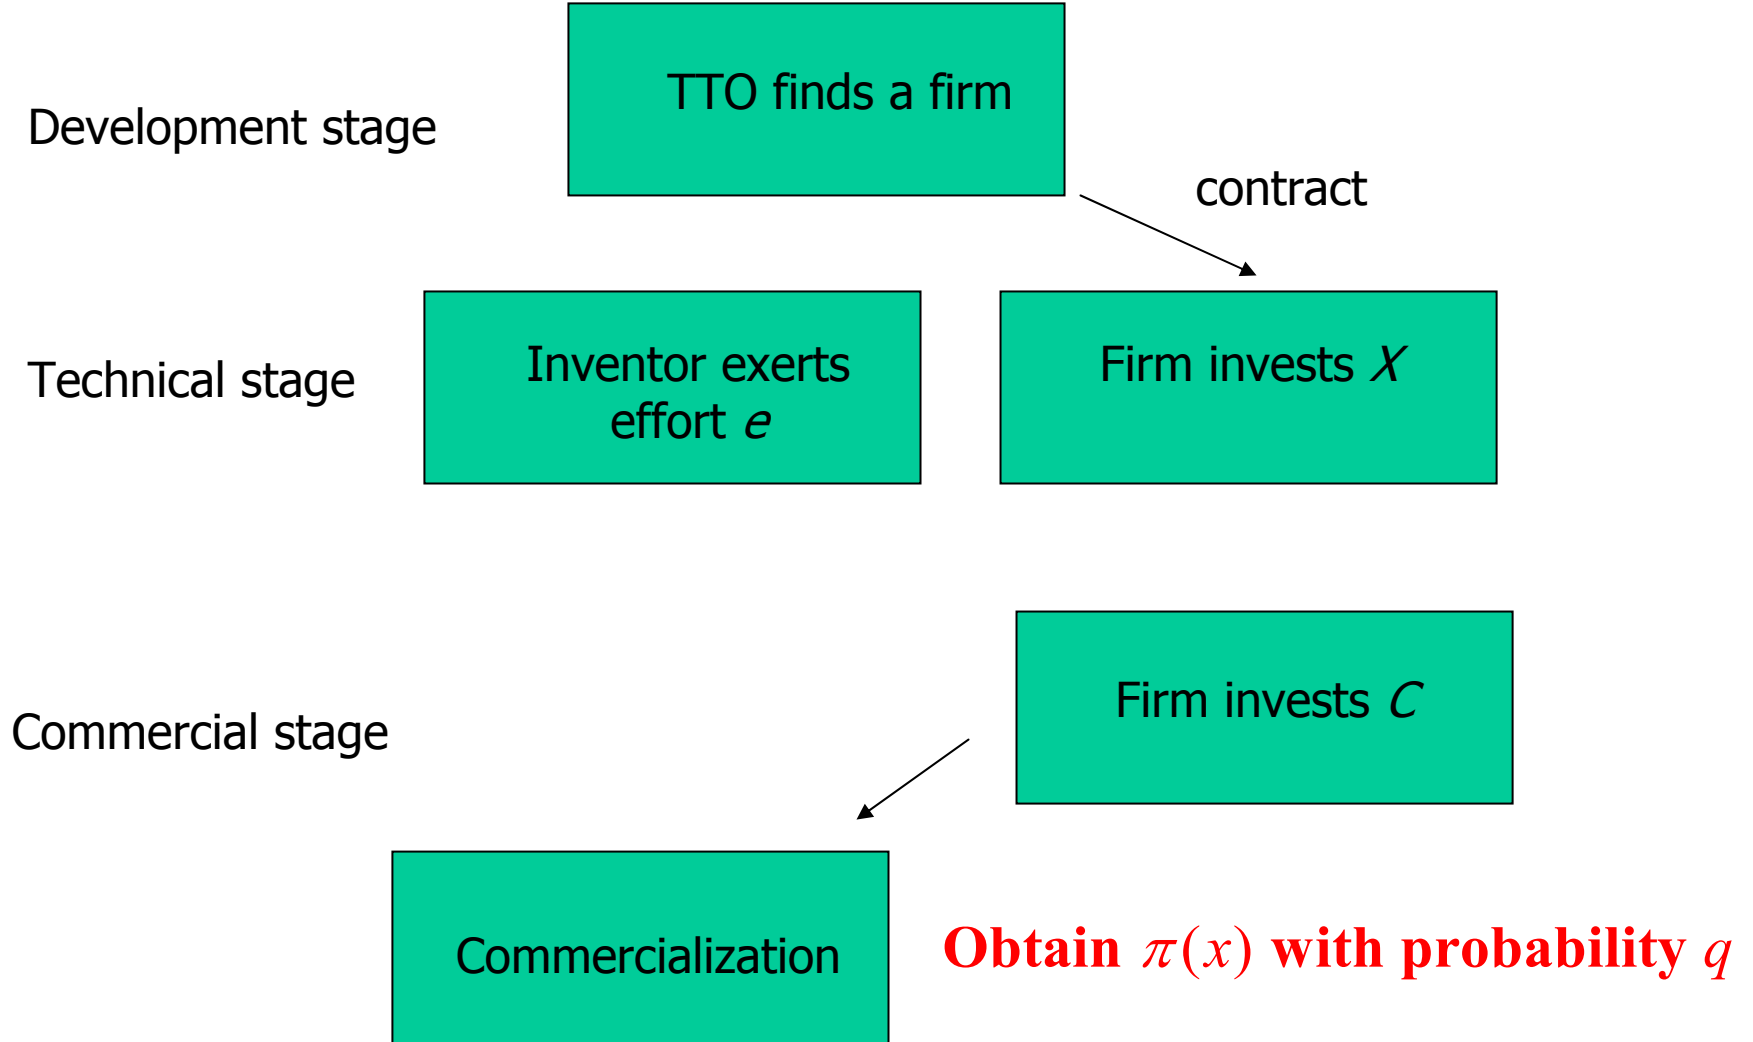 TTO finds a firm
Development stage
contract
Technical stage
Inventor exerts
effort e
Firm invests X
Firm invests C
Commercial stage
Commercialization
Obtain π(x) with probability q